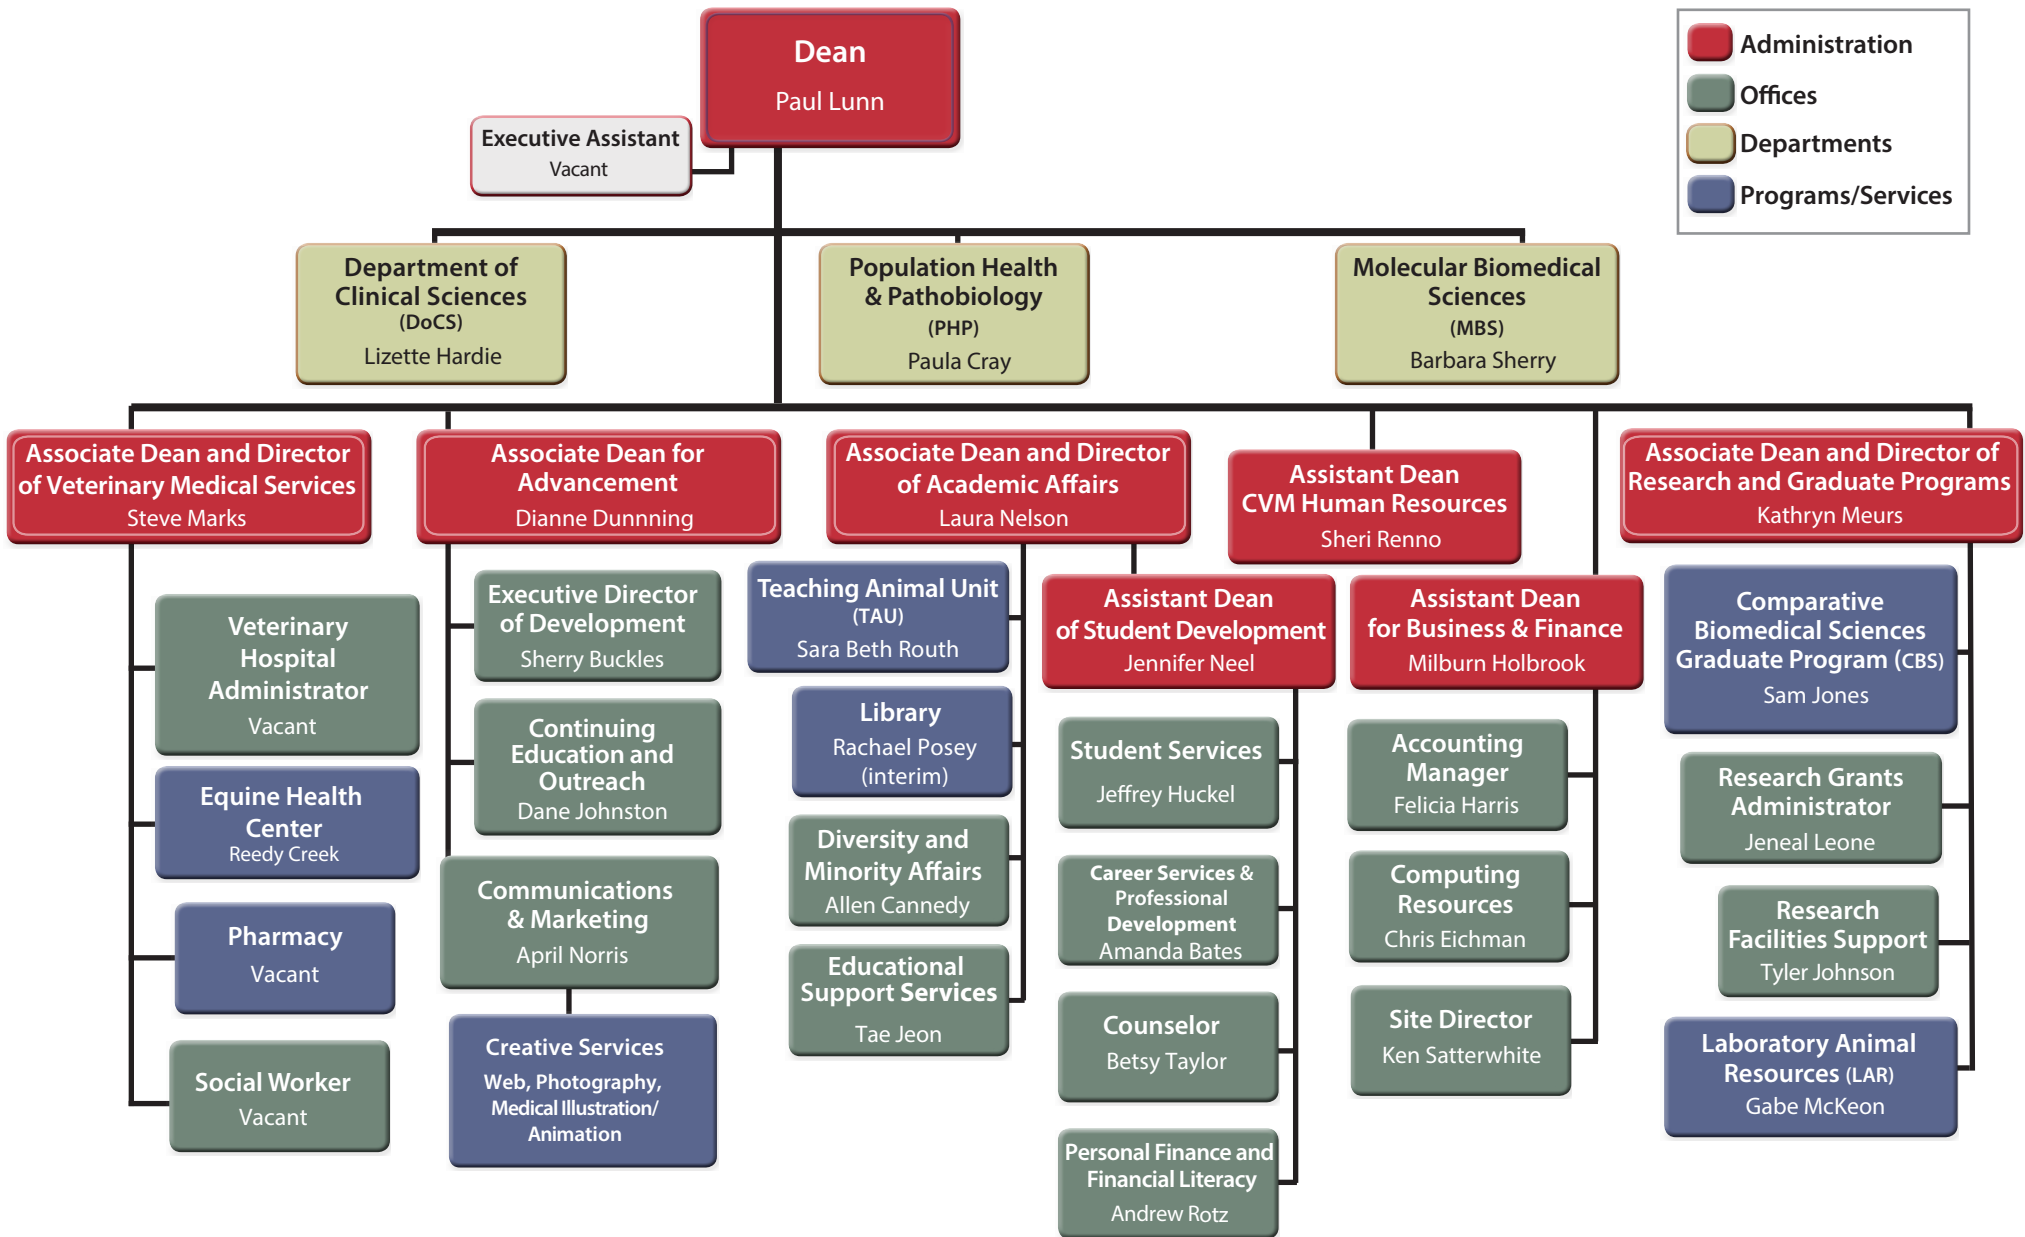 Dean
Paul Lunn
Executive Assistant
Vacant
Administration
Offices
Departments
Programs/Services
Department of
Clinical Sciences
(DoCS)
Lizette Hardie
Population Health
& Pathobiology
(PHP)
Paula Cray
Molecular Biomedical
Sciences
(MBS)
Barbara Sherry
Associate Dean and Director
of Veterinary Medical Services
Steve Marks
Associate Dean for
Advancement
Dianne Dunnning
Associate Dean and Director
of Academic Affairs
Laura Nelson
Assistant Dean
CVM Human Resources
Sheri Renno
Associate Dean and Director of
Research and Graduate Programs
Kathryn Meurs
Veterinary
Hospital
Administrator
Vacant
Equine Health
Center
Reedy Creek
Pharmacy
Vacant
Social Worker
Vacant
Executive Director
of Development
Sherry Buckles
Continuing
Education and
Outreach
Dane Johnston
Communications
& Marketing
April Norris
Creative Services
Web, Photography,
Medical Illustration/
Animation
Teaching Animal Unit
(TAU)
Sara Beth Routh
Library
Rachael Posey
(interim)
Diversity and
Minority Affairs
Allen Cannedy
Educational
Support Services
Tae Jeon
Assistant Dean
of Student Development
Jennifer Neel
Student Services
Jeffrey Huckel
Career Services &
Professional
Development
Amanda Bates
Counselor
Betsy Taylor
Personal Finance and
Financial Literacy
Andrew Rotz
Assistant Dean
for Business & Finance
Milburn Holbrook
Accounting
Manager
Felicia Harris
Computing
Resources
Chris Eichman
Site Director
Ken Satterwhite
Comparative
Biomedical Sciences
Graduate Program (CBS)
Sam Jones
Research Grants
Administrator
Jeneal Leone
Research
Facilities Support
Tyler Johnson
Laboratory Animal
Resources (LAR)
Gabe McKeon